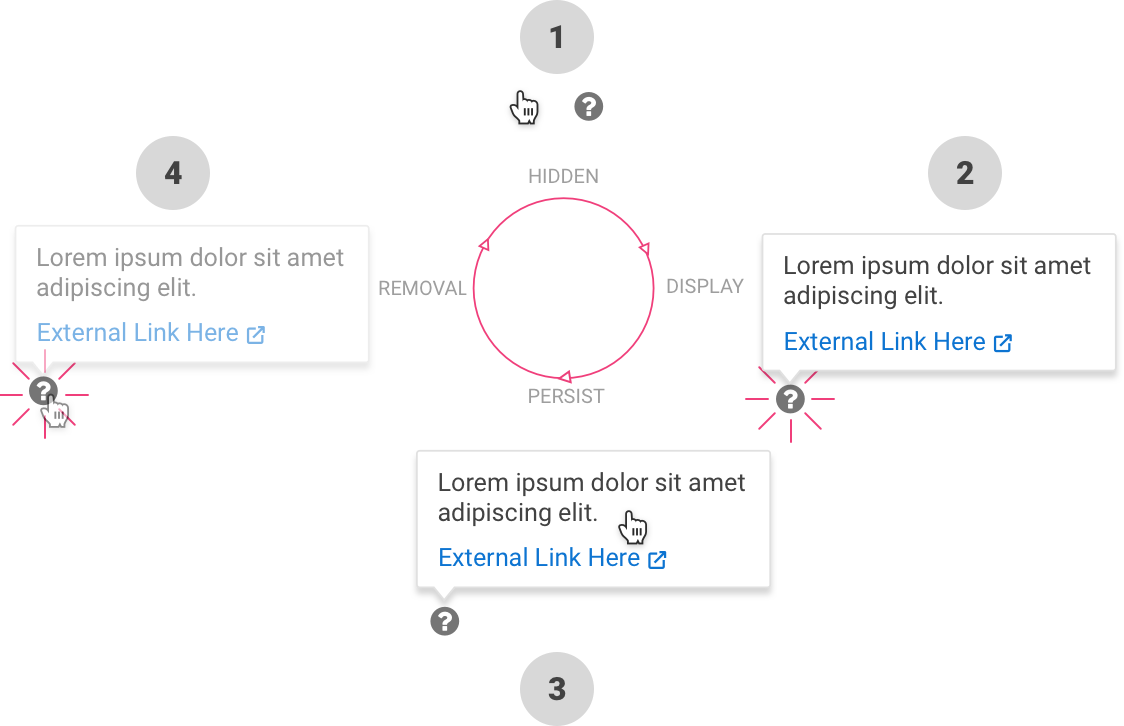 1
?
HIDDEN
4
2
Lorem ipsum dolor sit amet
adipiscing elit.
External Link Here
?
REMOVAL
DISPLAY
Lorem ipsum dolor sit amet
adipiscing elit.
External Link Here
?
PERSIST
Lorem ipsum dolor sit amet
adipiscing elit.
External Link Here
?
3